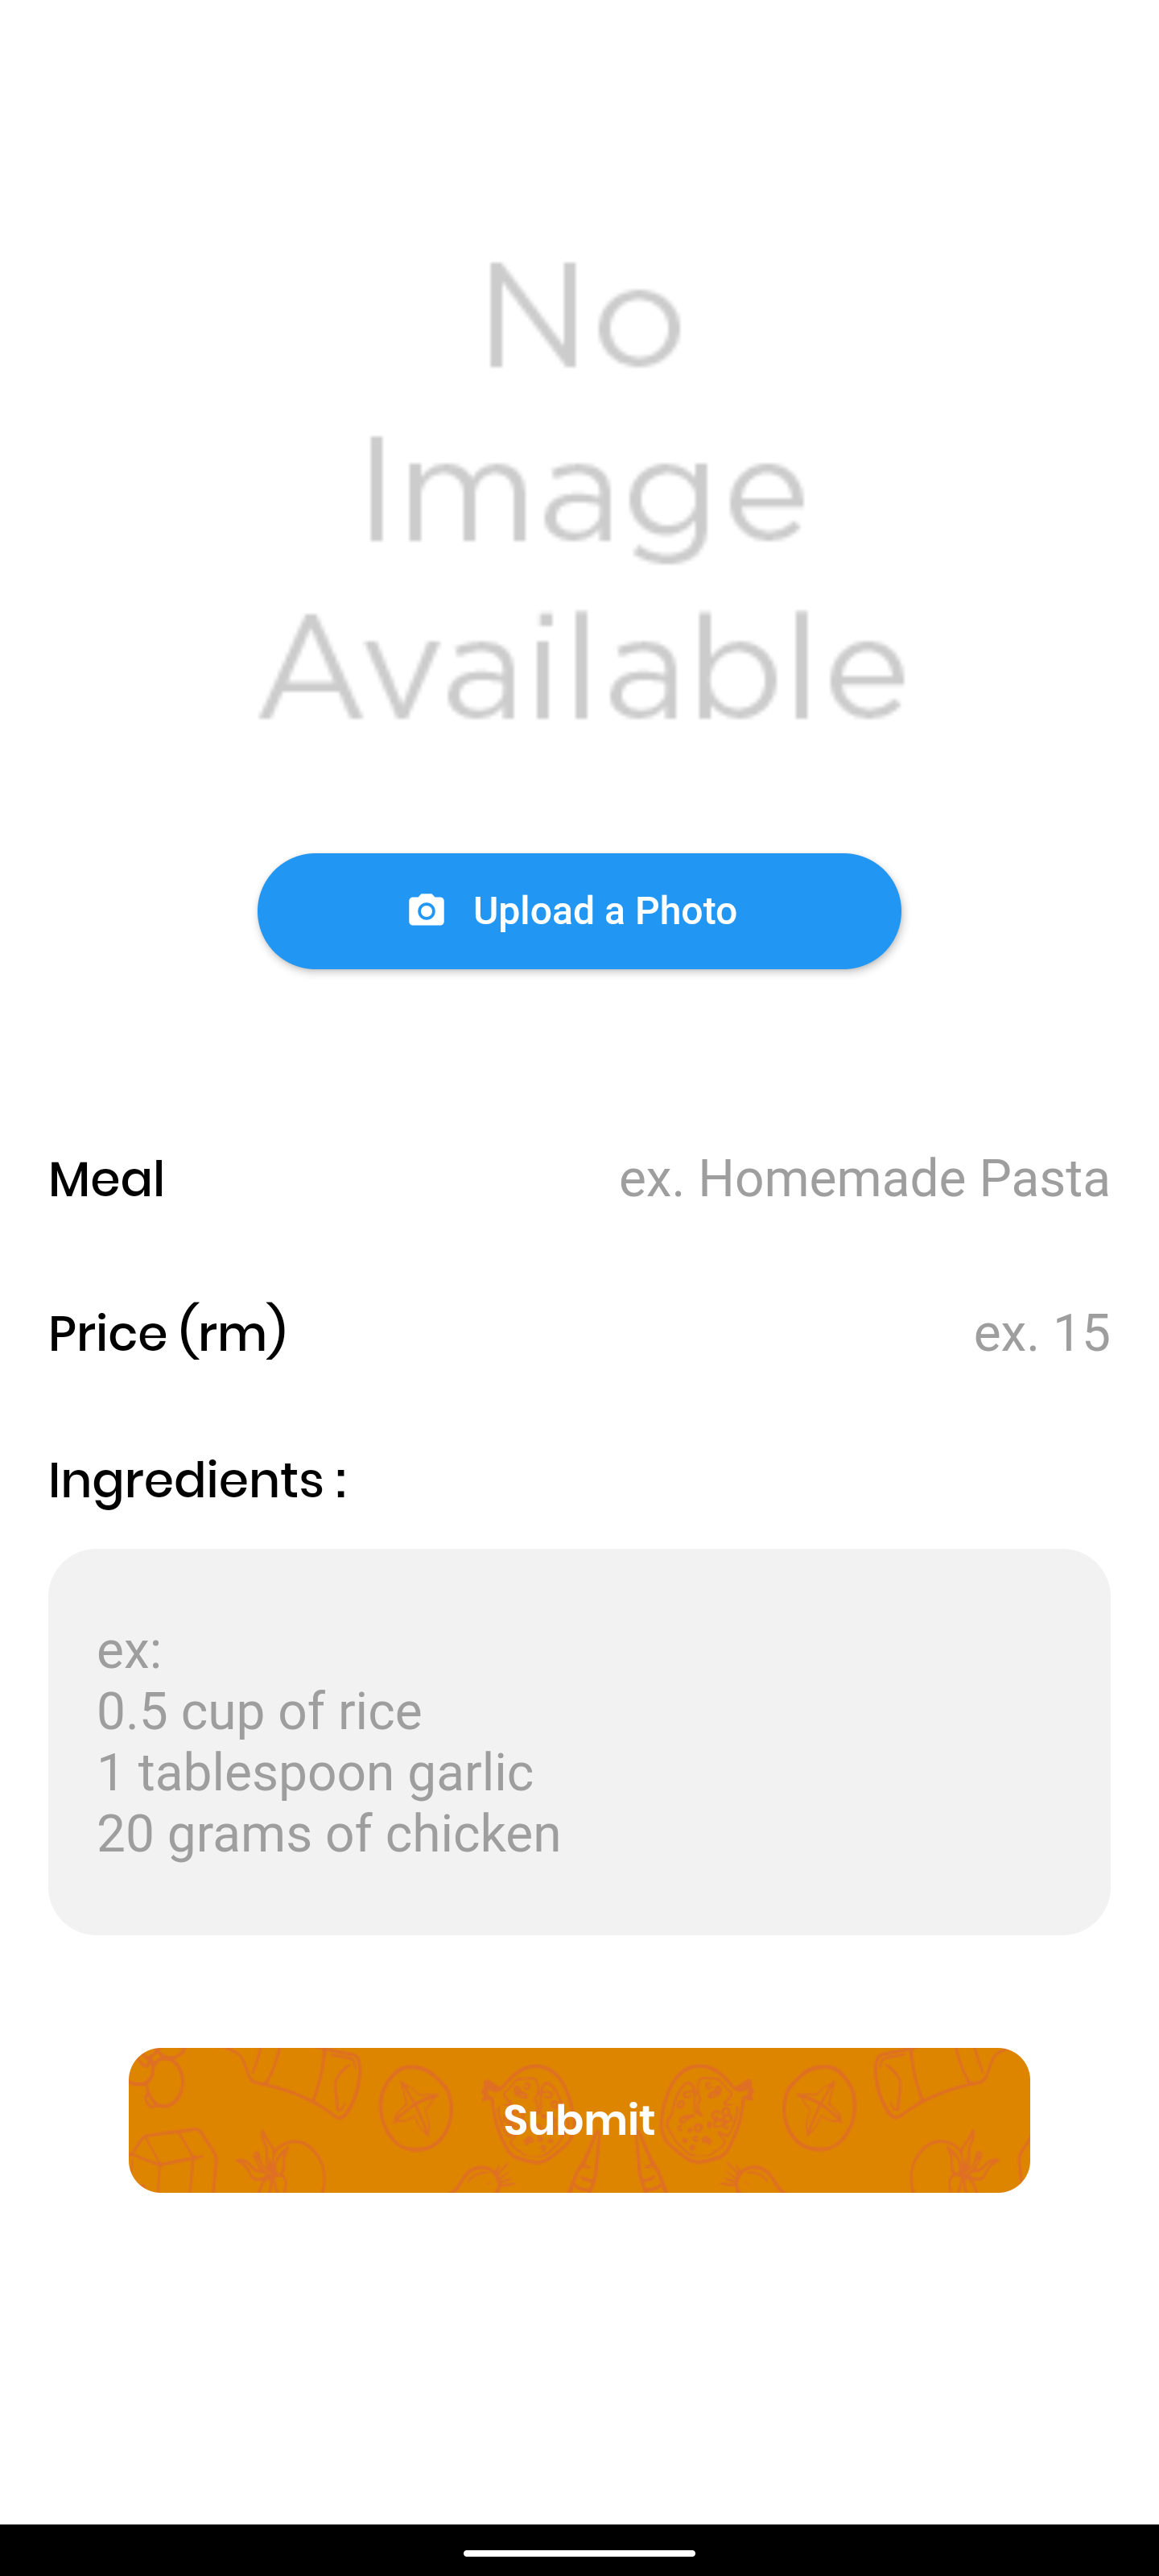 No
Image
Available
Upload a Photo
Meal
ex. Homemade Pasta
Price (rm)
ex. 15
Ingredients :
ex:
0.5 cup of rice
1 tablespoon garlic
20 grams of chicken
Submit